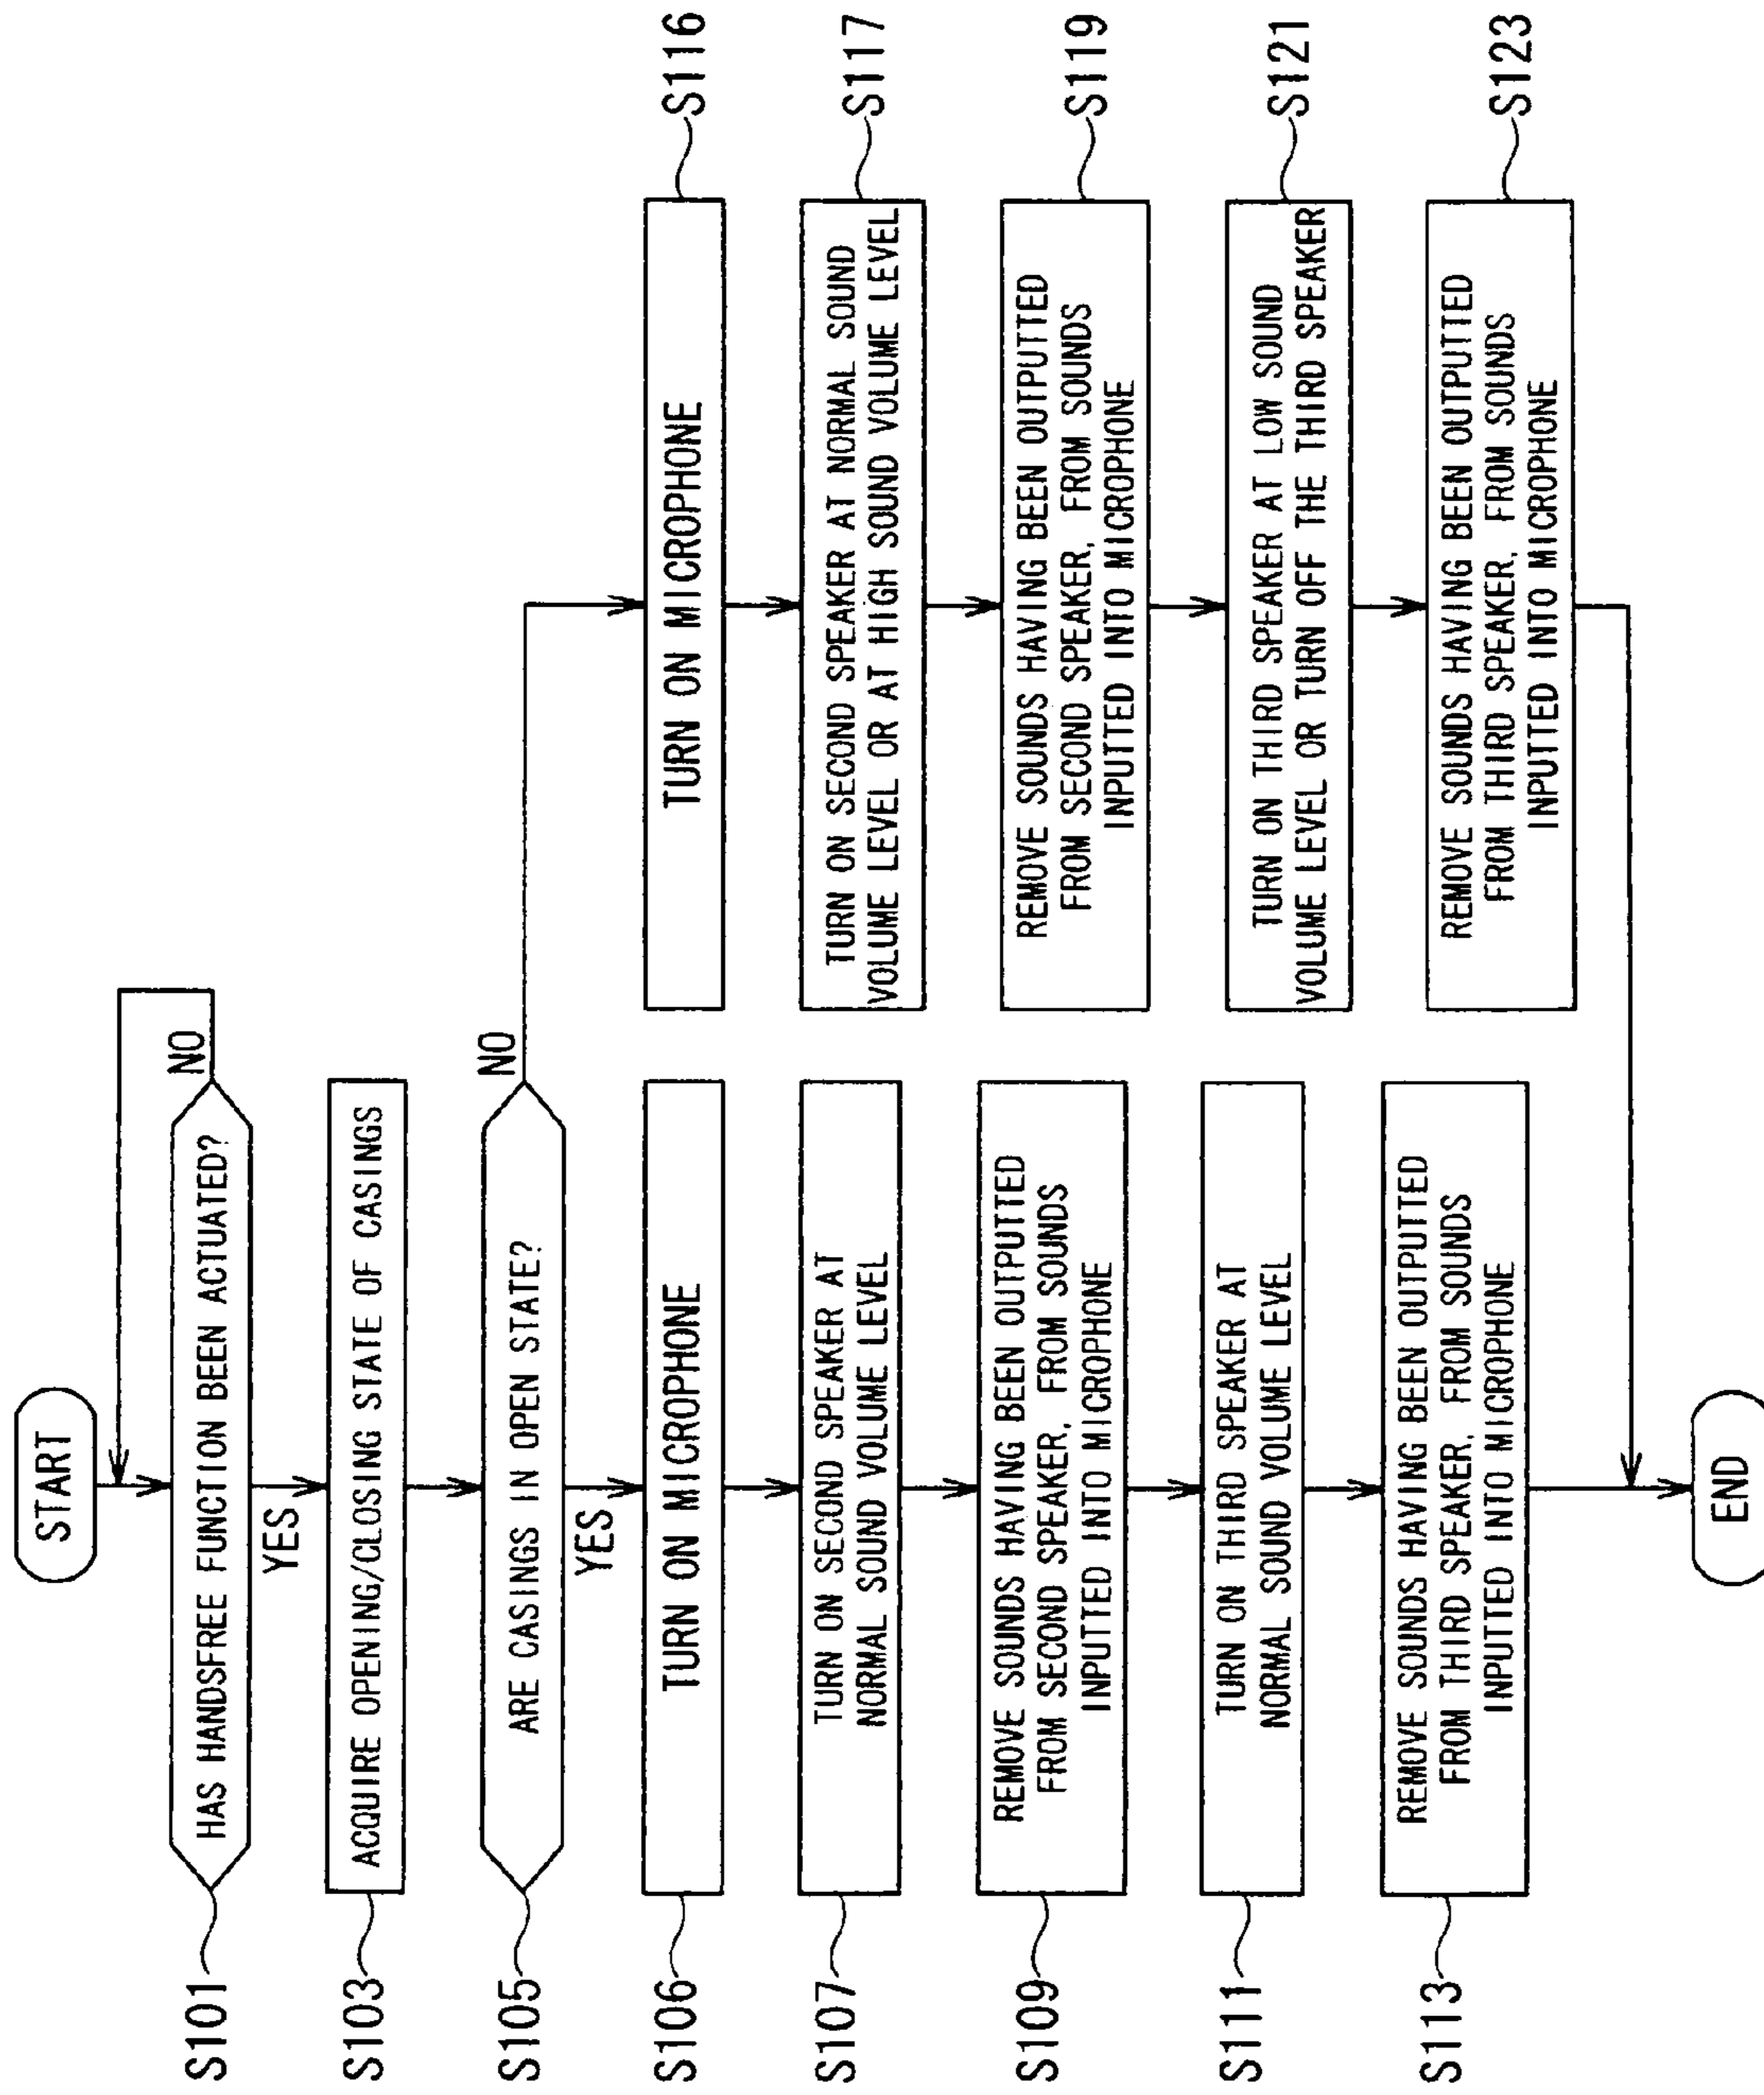 START
S101
HAS HANDSFREE FUNCTION BEEN ACTUATED?
NO
YES
S103
ACQUIRE OPENING/CLOSING STATE OF CASINGS
S105
ARE CASINGS IN OPEN STATE?
NO
YES
S106
TURN ON MICROPHONE
S107
TURN ON SECOND SPEAKER AT
NORMAL SOUND VOLUME LEVEL
S109
REMOVE SOUNDS HAVING BEEN OUTPUTTED
FROM SECOND SPEAKER, FROM SOUNDS
INPUTTED INTO MICROPHONE
S111
TURN ON THIRD SPEAKER AT
NORMAL SOUND VOLUME LEVEL
S113
REMOVE SOUNDS HAVING BEEN OUTPUTTED
FROM THIRD SPEAKER, FROM SOUNDS
INPUTTED INTO MICROPHONE
TURN ON MICROPHONE
S116
TURN ON SECOND SPEAKER AT NORMAL SOUND
VOLUME LEVEL OR AT HIGH SOUND VOLUME LEVEL
S117
REMOVE SOUNDS HAVING BEEN OUTPUTTED
FROM SECOND SPEAKER, FROM SOUNDS
INPUTTED INTO MICROPHONE
S119
TURN ON THIRD SPEAKER AT LOW SOUND
VOLUME LEVEL OR TURN OFF THE THIRD SPEAKER
S121
REMOVE SOUNDS HAVING BEEN OUTPUTTED
FROM THIRD SPEAKER, FROM SOUNDS
INPUTTED INTO MICROPHONE
S123
END